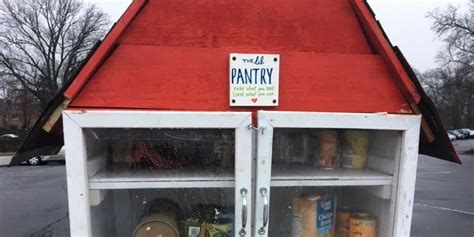 THE lil
PANTRY
take what you need
leave what you can